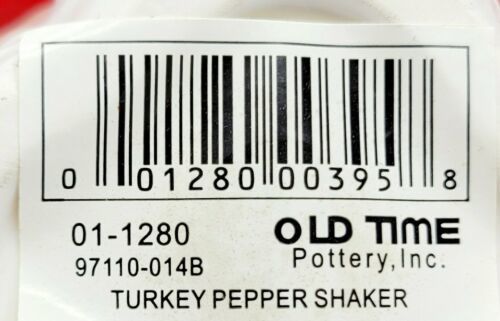 0 01280 00395 8
01-1280 OLD TIME
97110-014B Pottery, Inc.
TURKEY PEPPER SHAKER